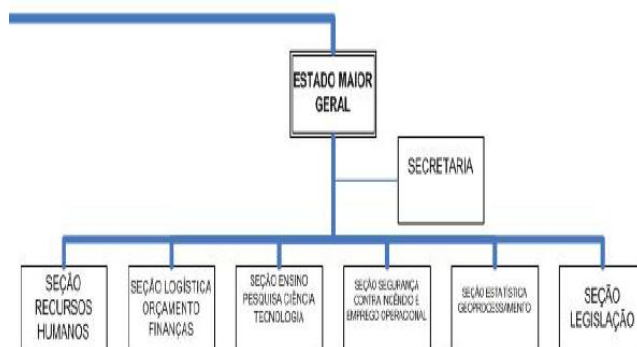 ESTADO MAIOR
GERAL
SECRETARIA
SEÇÃO
RECURSOS
HUMANOS
SEÇÃO LOGÍSTICA
ORÇAMENTO
FINANÇAS
SEÇÃO ENSINO
PESQUISA CIÊNCIA
TECNOLOGIA
SEÇÃO SEGURANÇA
CONTRA INCÊNDIO E
EMPREGO OPERACIONAL
SEÇÃO ESTATÍSTICA
GEOPROCESSAMENTO
SEÇÃO
LEGISLAÇÃO